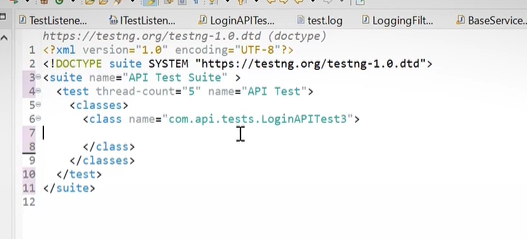 TestListene... ITestListen... LoginAPITes... test.log LoggingFilt... BaseService...
https://testng.org/testng-1.0.dtd (doctype)
1 <?xml version="1.0" encoding="UTF-8"?>
2 <!DOCTYPE suite SYSTEM "https://testng.org/testng-1.0.dtd">
3 <suite name="API Test Suite" >
4 <test thread-count="5" name="API Test">
5 <classes>
6 <class name="com.api.tests.LoginAPITest3">
7
8 </class>
9 </classes>
10 </test>
11 </suite>
12